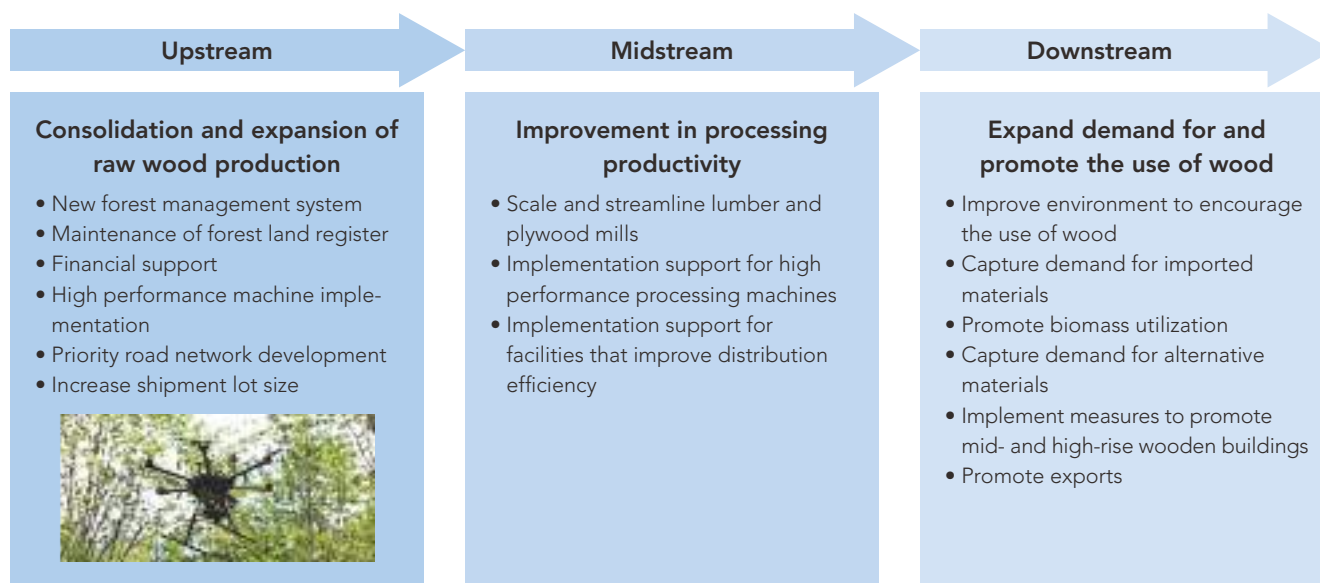 Upstream
Consolidation and expansion of
raw wood production
• New forest management system
• Maintenance of forest land register
• Financial support
• High performance machine imple-
mentation
• Priority road network development
• Increase shipment lot size
Midstream
Improvement in processing
productivity
• Scale and streamline lumber and
plywood mills
• Implementation support for high
performance processing machines
• Implementation support for
facilities that improve distribution
efficiency
Downstream
Expand demand for and
promote the use of wood
• Improve environment to encourage
the use of wood
• Capture demand for imported
materials
• Promote biomass utilization
• Capture demand for alternative
materials
• Implement measures to promote
mid- and high-rise wooden buildings
• Promote exports